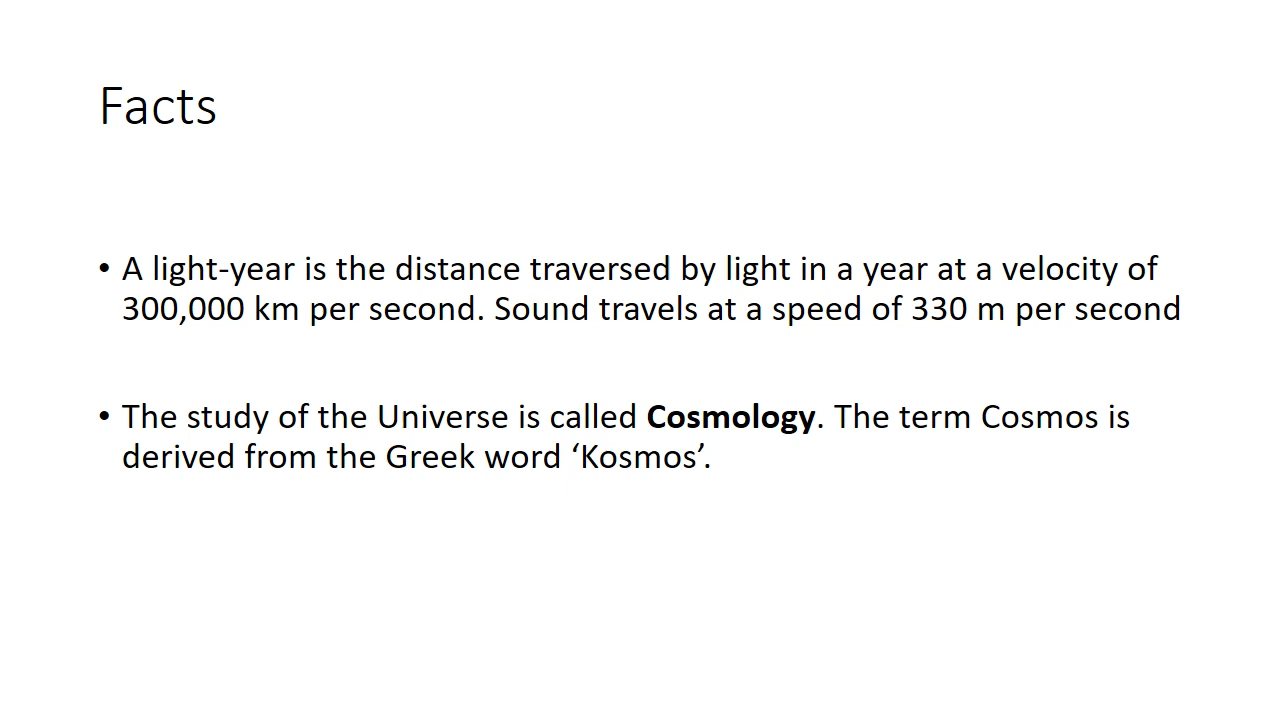 Facts
• A light-year is the distance traversed by light in a year at a velocity of
300,000 km per second. Sound travels at a speed of 330 m per second
• The study of the Universe is called Cosmology. The term Cosmos is
derived from the Greek word ‘Kosmos’.